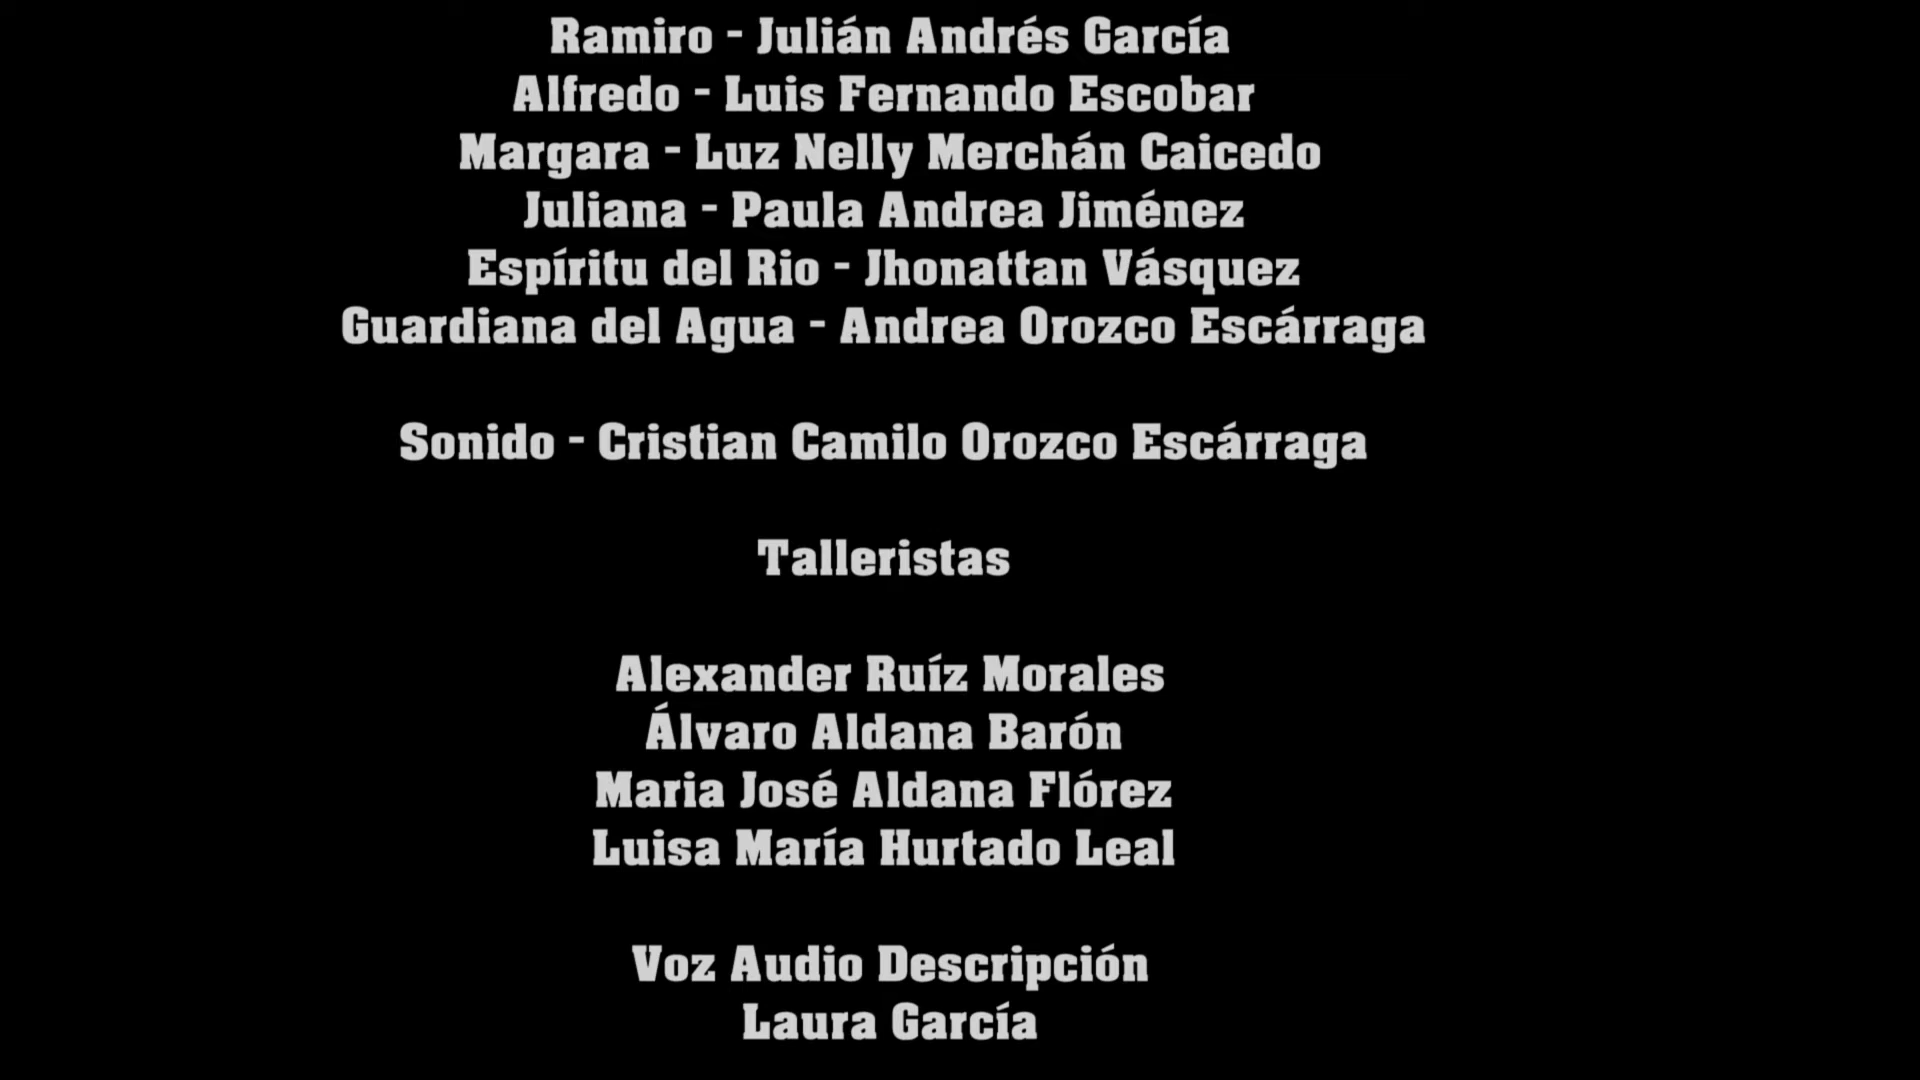 Ramiro - Julián Andrés García
Alfredo - Luis Fernando Escobar
Margara - Luz Nelly Merchán Caicedo
Juliana - Paula Andrea Jiménez
Espíritu del Rio - Jhonattan Vásquez
Guardiana del Agua - Andrea Orozco Escárraga
Sonido - Cristian Camilo Orozco Escárraga
Talleristas
Alexander Ruíz Morales
Álvaro Aldana Barón
Maria José Aldana Flórez
Luisa María Hurtado Leal
Voz Audio Descripción
Laura García